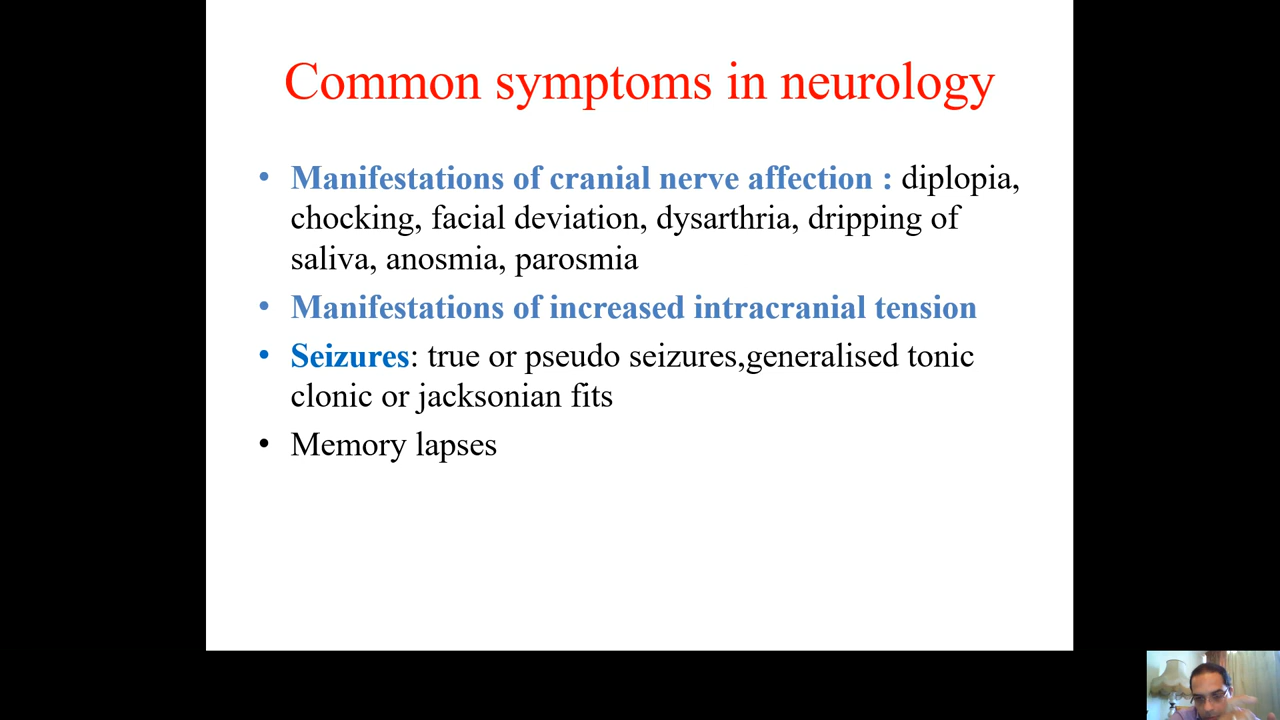 Common symptoms in neurology
• Manifestations of cranial nerve affection : diplopia,
chocking, facial deviation, dysarthria, dripping of
saliva, anosmia, parosmia
• Manifestations of increased intracranial tension
• Seizures: true or pseudo seizures,generalised tonic
clonic or jacksonian fits
• Memory lapses